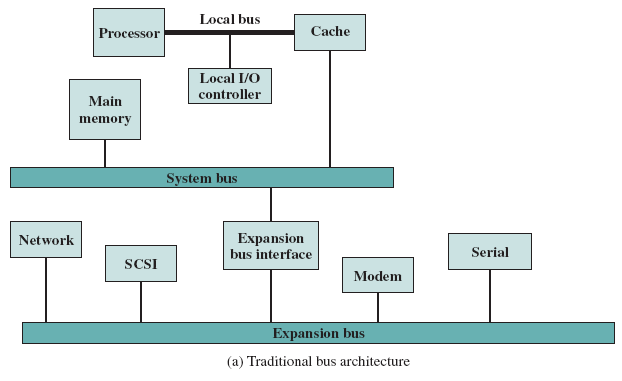 Local bus
Processor
Cache
Local I/O
controller
Main
memory
System bus
Network
SCSI
Expansion
bus interface
Modem
Serial
Expansion bus
(a) Traditional bus architecture